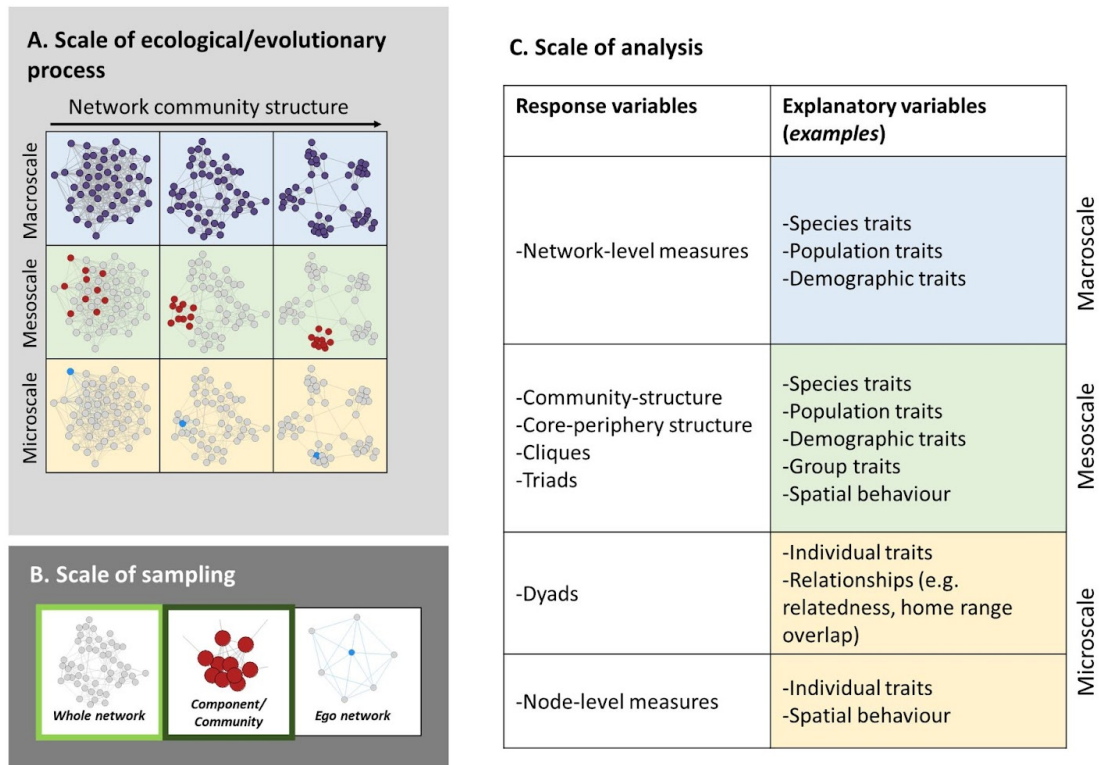 A. Scale of ecological/evolutionary
process
Network community structure
Macroscale
Mesoscale
Microscale
B. Scale of sampling
Whole network
Component/
Community
Ego network
C. Scale of analysis
Response variables
Explanatory variables
(examples)
-Network-level measures
-Species traits
-Population traits
-Demographic traits
Macroscale
-Community-structure
-Core-periphery structure
-Cliques
-Triads
-Species traits
-Population traits
-Demographic traits
-Group traits
-Spatial behaviour
Mesoscale
-Dyads
-Individual traits
-Relationships (e.g.
relatedness, home range
overlap)
-Node-level measures
-Individual traits
-Spatial behaviour
Microscale